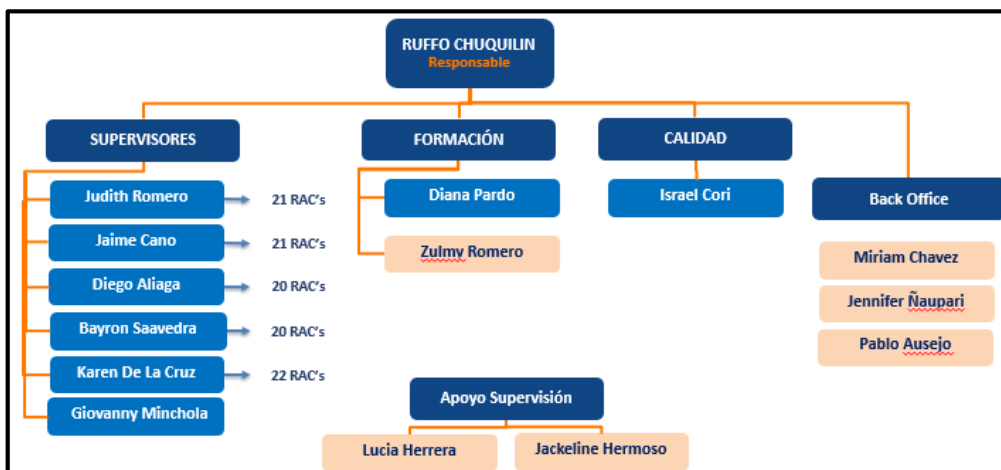 RUFFO CHUQUILIN
Responsable
SUPERVISORES
Judith Romero
21 RAC's
Jaime Cano
21 RAC's
Diego Aliaga
20 RAC's
Bayron Saavedra
20 RAC's
Karen De La Cruz
22 RAC's
Giovanny Minchola
FORMACIÓN
Diana Pardo
Zulmy Romero
CALIDAD
Israel Cori
Back Office
Miriam Chavez
Jennifer Ñaupari
Pablo Ausejo
Apoyo Supervisión
Lucia Herrera
Jackeline Hermoso